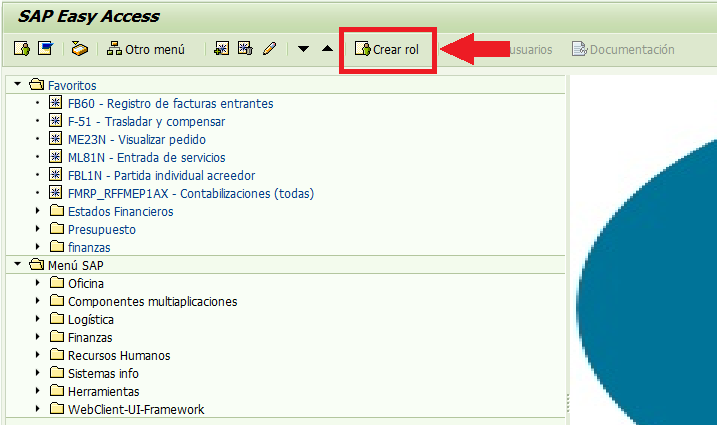 SAP Easy Access
Otro menú Crear rol usuarios Documentación
Favoritos
FB60 - Registro de facturas entrantes
F-51 - Trasladar y compensar
ME23N - Visualizar pedido
ML81N - Entrada de servicios
FBL1N - Partida individual acreedor
FMRP_RFFMEP1AX - Contabilizaciones (todas)
Estados Financieros
Presupuesto
finanzas
Menú SAP
Oficina
Componentes multiaplicaciones
Logística
Finanzas
Recursos Humanos
Sistemas info
Herramientas
WebClient-UI-Framework